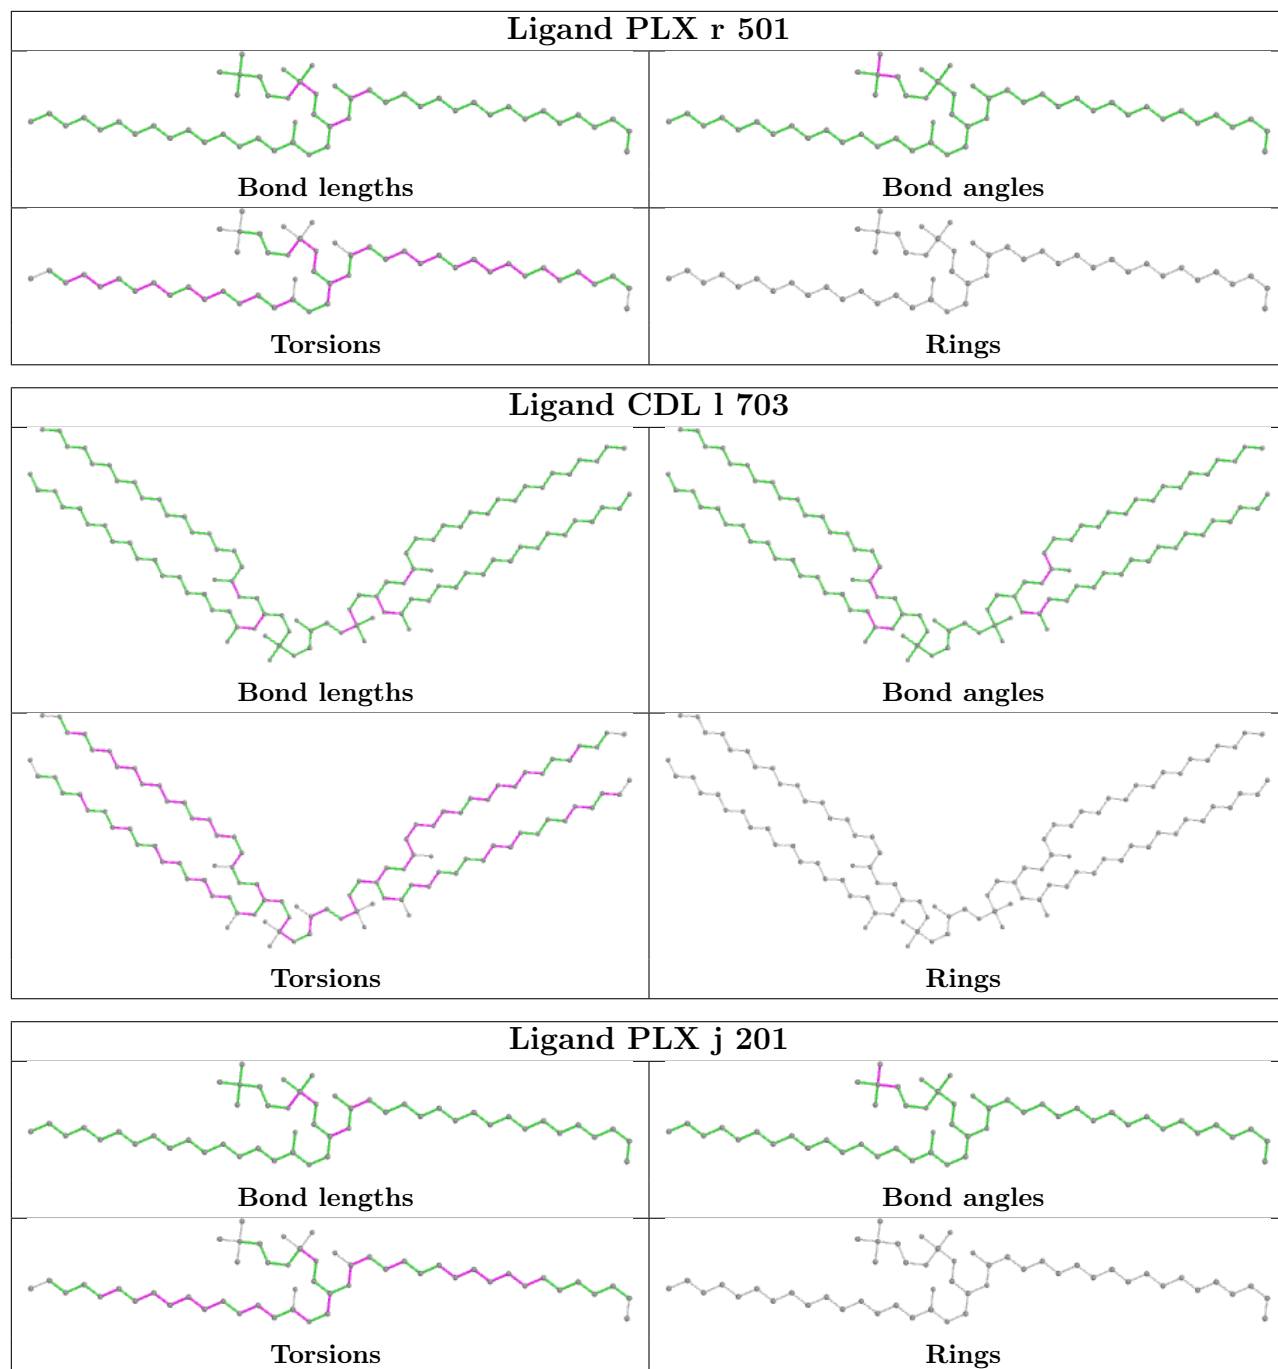 Ligand PLX r 501
Bond lengths
Bond angles
Torsions
Rings
Ligand CDL l 703
Bond lengths
Bond angles
Torsions
Rings
Ligand PLX j 201
Bond lengths
Bond angles
Torsions
Rings